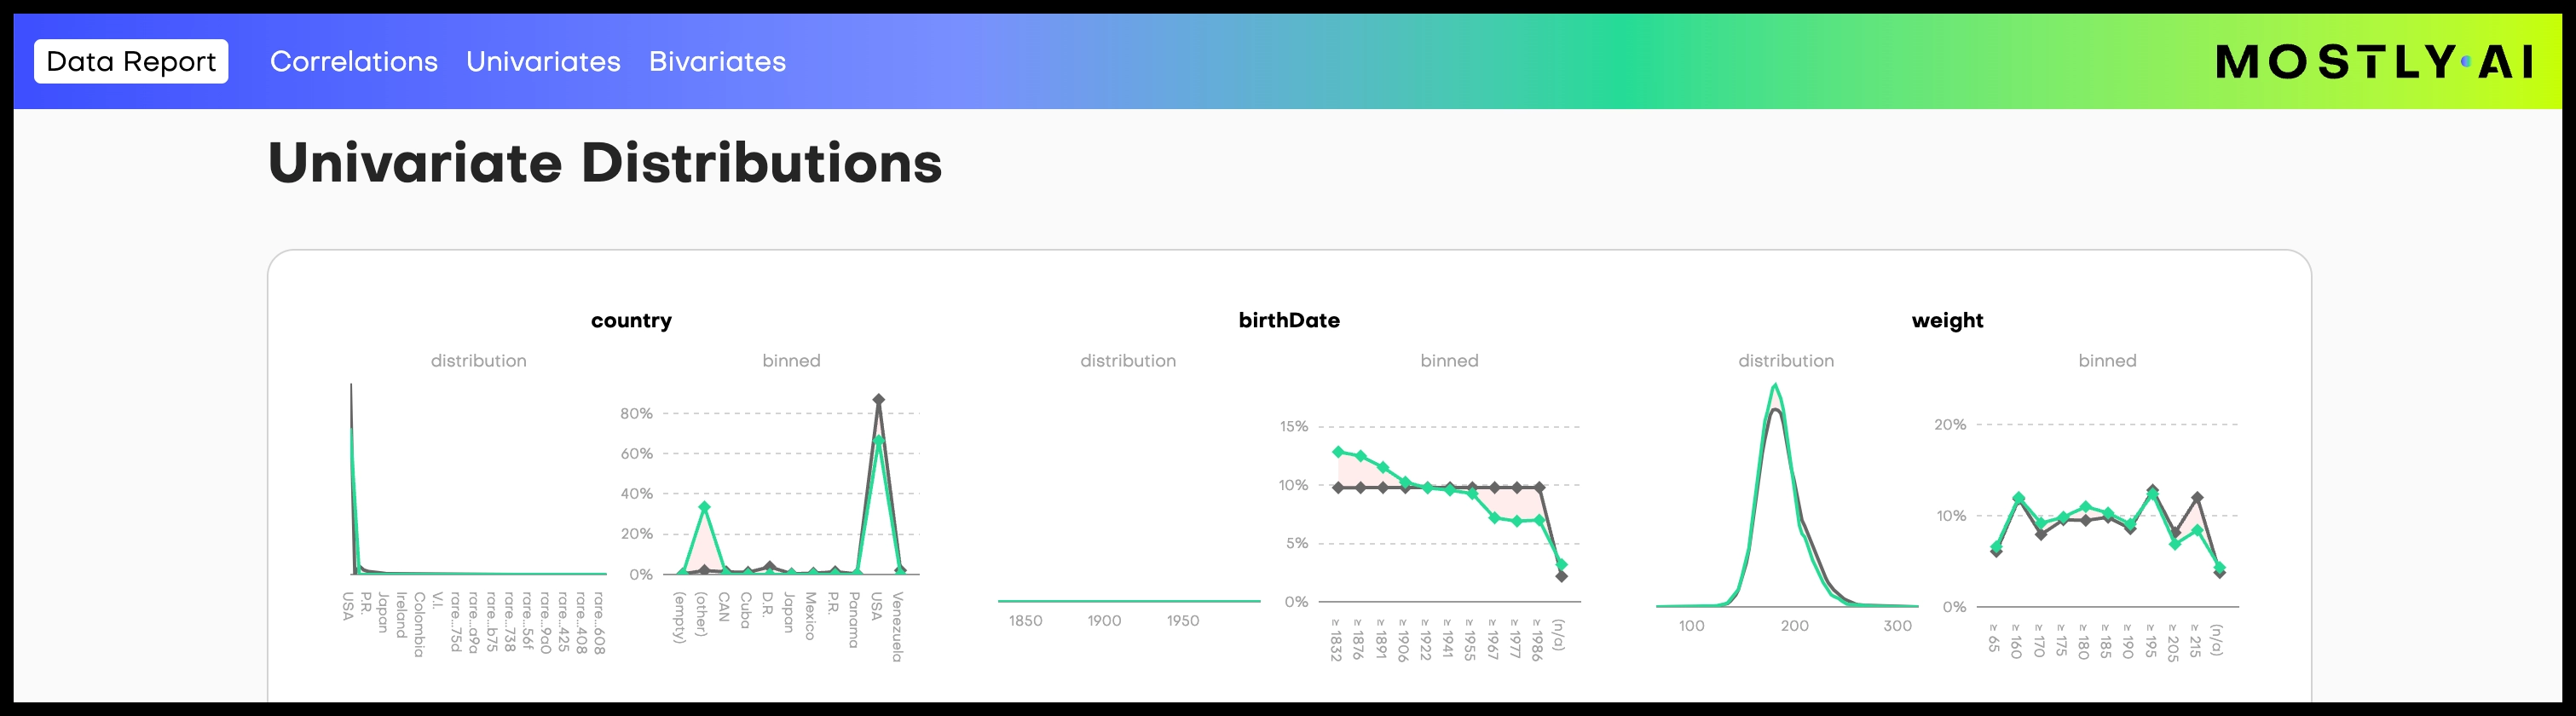 Data Report Correlations Univariates Bivariates MOSTLY·AI
Univariate Distributions
country birthDate weight
distribution binned distribution binned distribution binned
80%
60%
40%
20%
0%
USA
P.R.
Japan
Ireland
Colombia
V.I.
rare...75d
rare...a9a
rare...b75
rare...738
rare...56f
rare...9a0
rare...425
rare...408
rare...608
(empty)
(other)
CAN
Cuba
D.R.
Japan
Mexico
P.R.
Panama
USA
Venezuela
1850 1900 1950
15%
10%
5%
0%
≥ 1832
≥ 1876
≥ 1891
≥ 1906
≥ 1922
≥ 1941
≥ 1955
≥ 1967
≥ 1977
≥ 1986
(n/a)
100 200 300
20%
10%
0%
≥ 65
≥ 160
≥ 170
≥ 175
≥ 180
≥ 185
≥ 190
≥ 195
≥ 205
≥ 215
(n/a)